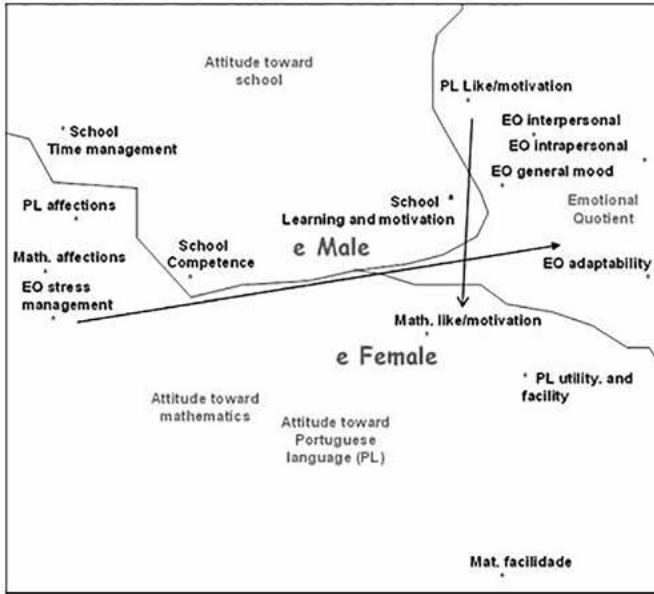 Attitude toward
school
PL Like/motivation
EO interpersonal
School
Time management
EO intrapersonal
EO general mood
School
Learning and motivation
Emotional
Quotient
PL affections
e Male
School
Competence
Math. affections
EO adaptability
EO stress
management
Math. like/motivation
e Female
PL utility. and
facility
Attitude toward
mathematics
Attitude toward
Portuguese
language (PL)
Mat. facilidade